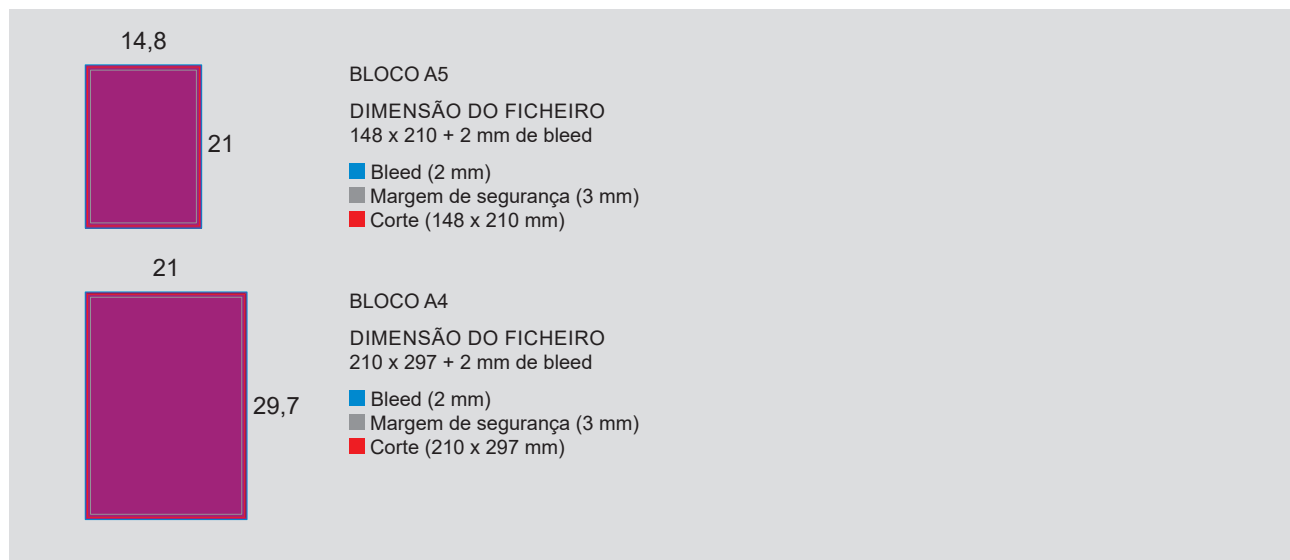 14,8
21
BLOCO A5
DIMENSÃO DO FICHEIRO
148 x 210 + 2 mm de bleed
Bleed (2 mm)
Margem de segurança (3 mm)
Corte (148 x 210 mm)
21
29,7
BLOCO A4
DIMENSÃO DO FICHEIRO
210 x 297 + 2 mm de bleed
Bleed (2 mm)
Margem de segurança (3 mm)
Corte (210 x 297 mm)